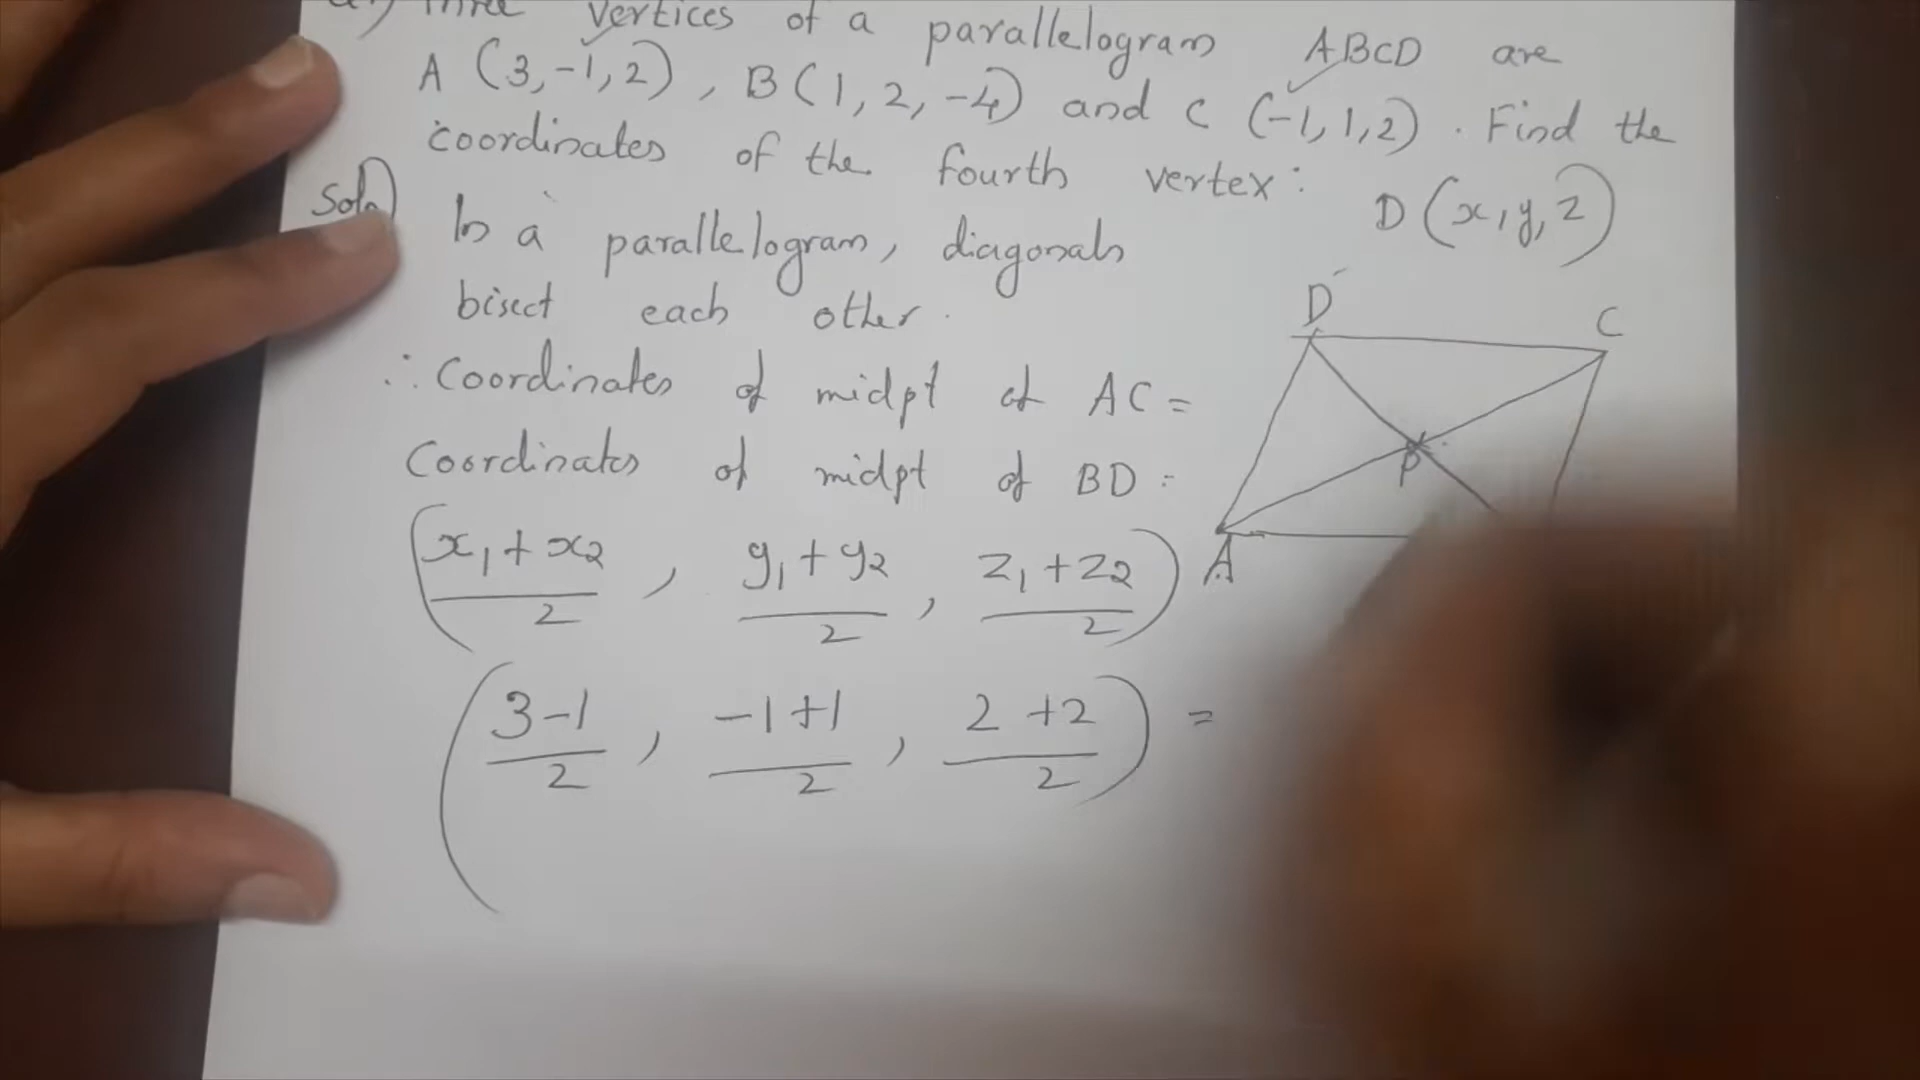 Three vertices of a parallelogram ABCD are
A (3,-1,2), B(1, 2, -4) and C (-1, 1, 2). Find the
coordinates of the fourth vertex: D(x, y, z)
Soln) In a parallelogram, diagonals
bisect each other.
∴ Coordinates of midpt of AC =
Coordinates of midpt of BD =
(x₁+x₂/2, y₁+y₂/2, z₁+z₂/2)
(3-1/2, -1+1/2, 2+2/2) =
(
D C
P
A